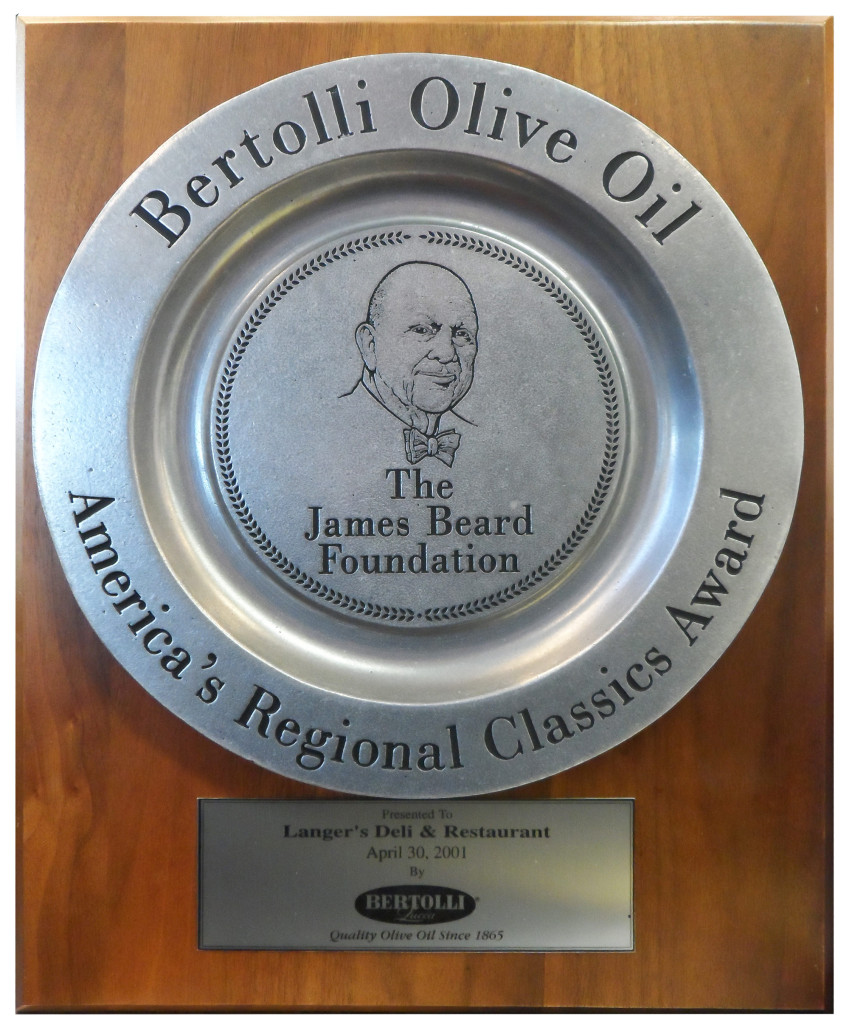 Bertolli Olive Oil
The
James Beard
Foundation
America's Regional Classics Award
Presented To
Langer's Deli & Restaurant
April 30, 2001
By
BERTOLLI®
Lucca
Quality Olive Oil Since 1865